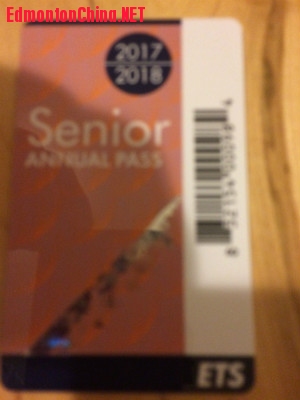 EdmontonChina.NET
2017
2018
Senior
ANNUAL PASS
ETS